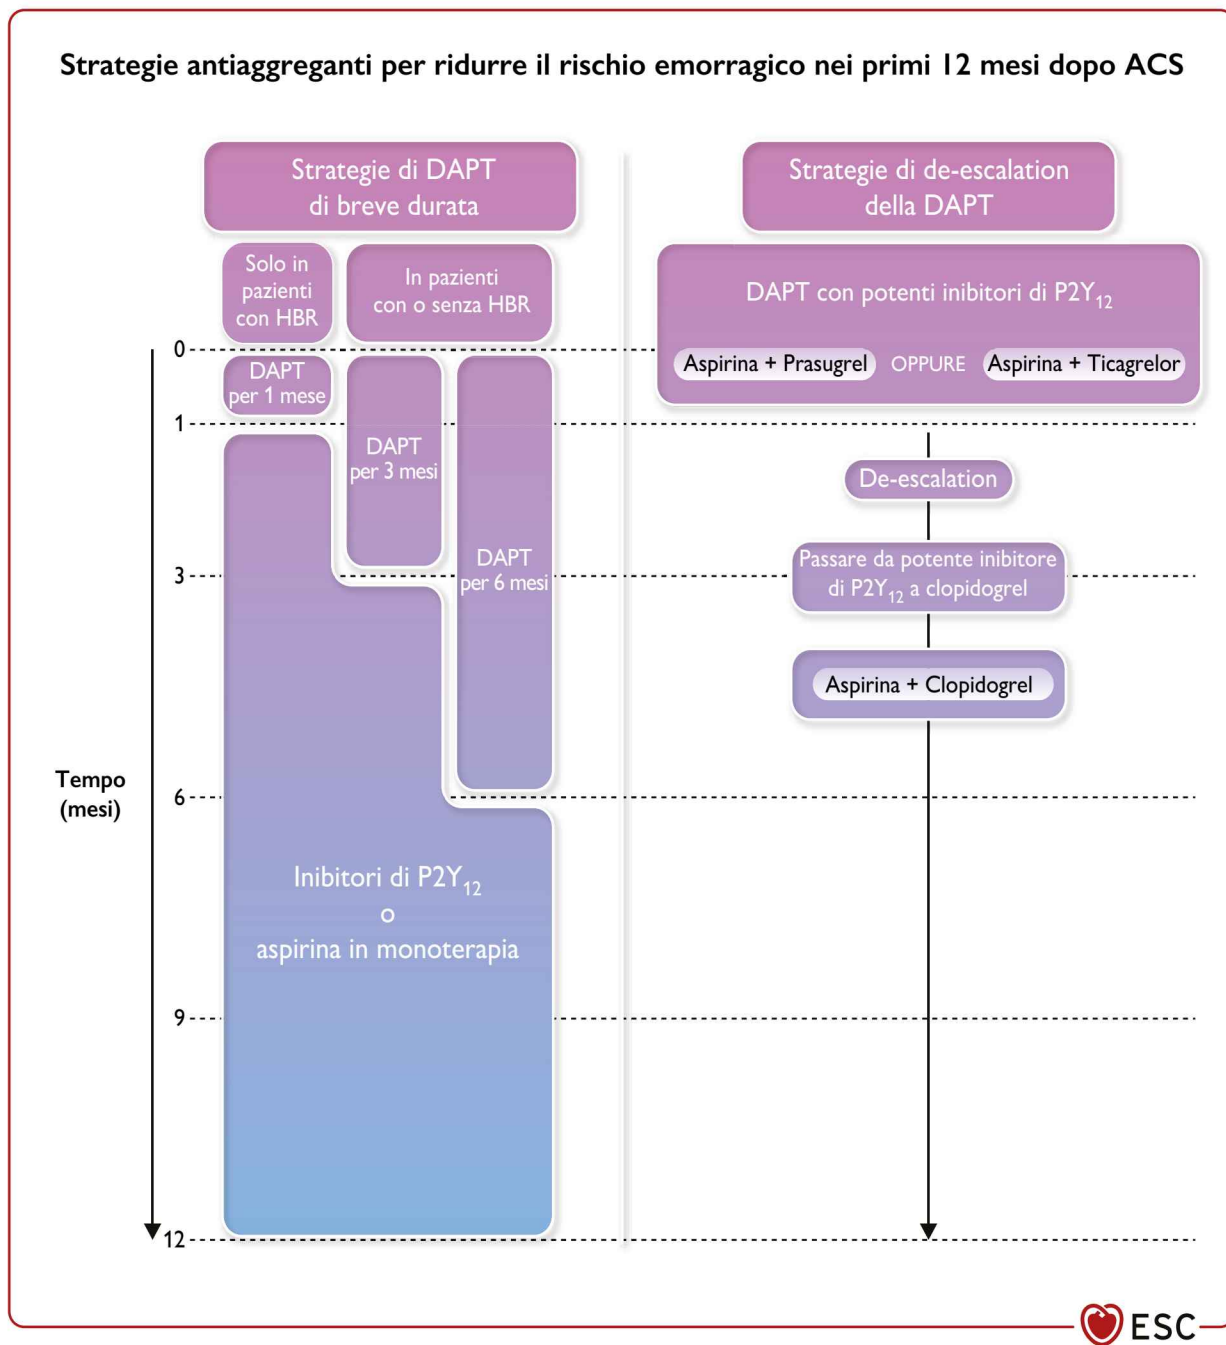 Strategie antiaggreganti per ridurre il rischio emorragico nei primi 12 mesi dopo ACS
Strategie di DAPT
di breve durata
Solo in
pazienti
con HBR
In pazienti
con o senza HBR
DAPT
per 1 mese
DAPT
per 3 mesi
DAPT
per 6 mesi
Inibitori di P2Y₁₂
o
aspirina in monoterapia
Strategie di de-escalation
della DAPT
DAPT con potenti inibitori di P2Y₁₂
Aspirina + Prasugrel OPPURE Aspirina + Ticagrelor
De-escalation
Passare da potente inibitore
di P2Y₁₂ a clopidogrel
Aspirina + Clopidogrel
Tempo
(mesi)
0
1
3
6
9
12
ESC